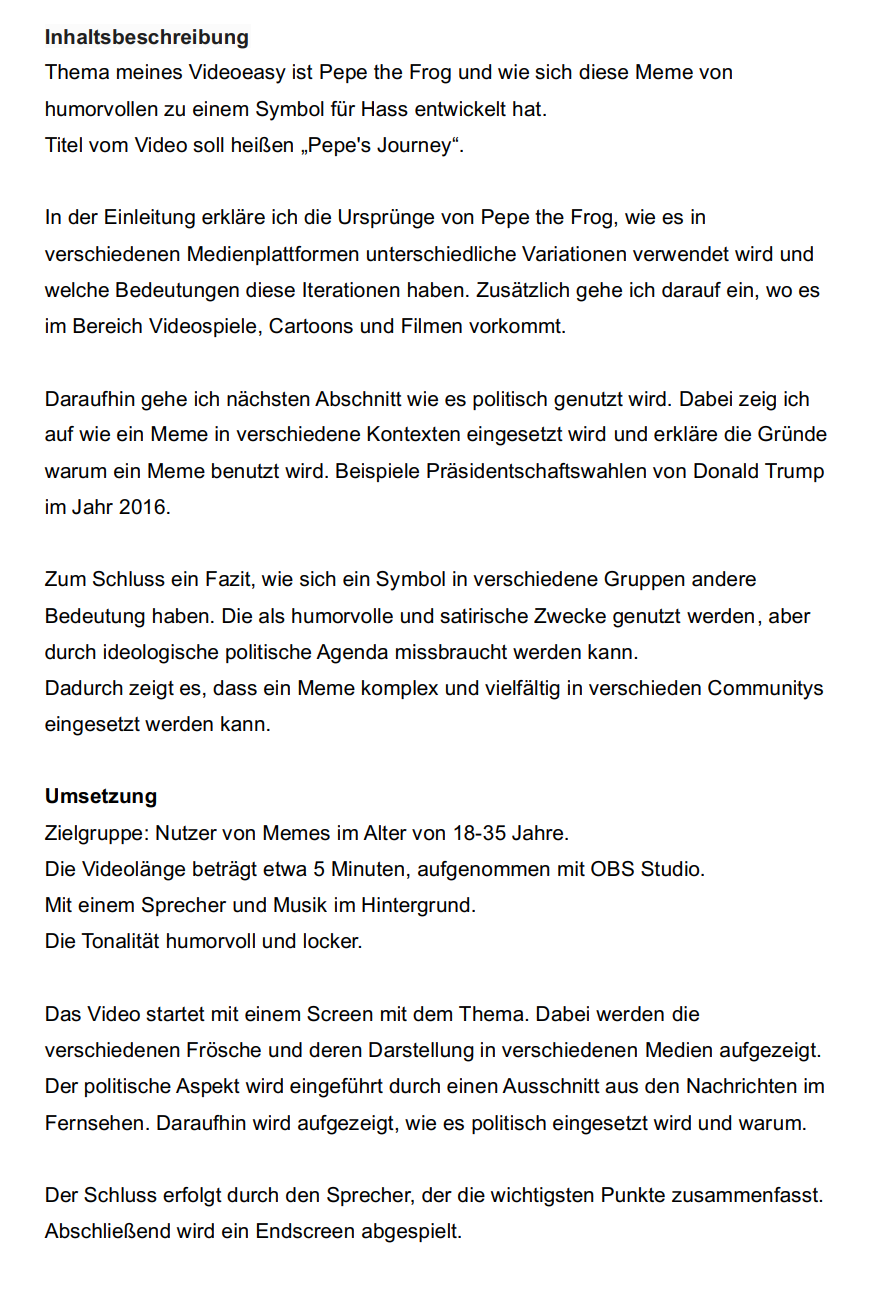 Inhaltsbeschreibung
Thema meines Videoeasy ist Pepe the Frog und wie sich diese Meme von
humorvollen zu einem Symbol für Hass entwickelt hat.
Titel vom Video soll heißen „Pepe's Journey“.
In der Einleitung erkläre ich die Ursprünge von Pepe the Frog, wie es in
verschiedenen Medienplattformen unterschiedliche Variationen verwendet wird und
welche Bedeutungen diese Iterationen haben. Zusätzlich gehe ich darauf ein, wo es
im Bereich Videospiele, Cartoons und Filmen vorkommt.
Daraufhin gehe ich nächsten Abschnitt wie es politisch genutzt wird. Dabei zeig ich
auf wie ein Meme in verschiedene Kontexten eingesetzt wird und erkläre die Gründe
warum ein Meme benutzt wird. Beispiele Präsidentschaftswahlen von Donald Trump
im Jahr 2016.
Zum Schluss ein Fazit, wie sich ein Symbol in verschiedene Gruppen andere
Bedeutung haben. Die als humorvolle und satirische Zwecke genutzt werden, aber
durch ideologische politische Agenda missbraucht werden kann.
Dadurch zeigt es, dass ein Meme komplex und vielfältig in verschieden Communitys
eingesetzt werden kann.
Umsetzung
Zielgruppe: Nutzer von Memes im Alter von 18-35 Jahre.
Die Videolänge beträgt etwa 5 Minuten, aufgenommen mit OBS Studio.
Mit einem Sprecher und Musik im Hintergrund.
Die Tonalität humorvoll und locker.
Das Video startet mit einem Screen mit dem Thema. Dabei werden die
verschiedenen Frösche und deren Darstellung in verschiedenen Medien aufgezeigt.
Der politische Aspekt wird eingeführt durch einen Ausschnitt aus den Nachrichten im
Fernsehen. Daraufhin wird aufgezeigt, wie es politisch eingesetzt wird und warum.
Der Schluss erfolgt durch den Sprecher, der die wichtigsten Punkte zusammenfasst.
Abschließend wird ein Endscreen abgespielt.